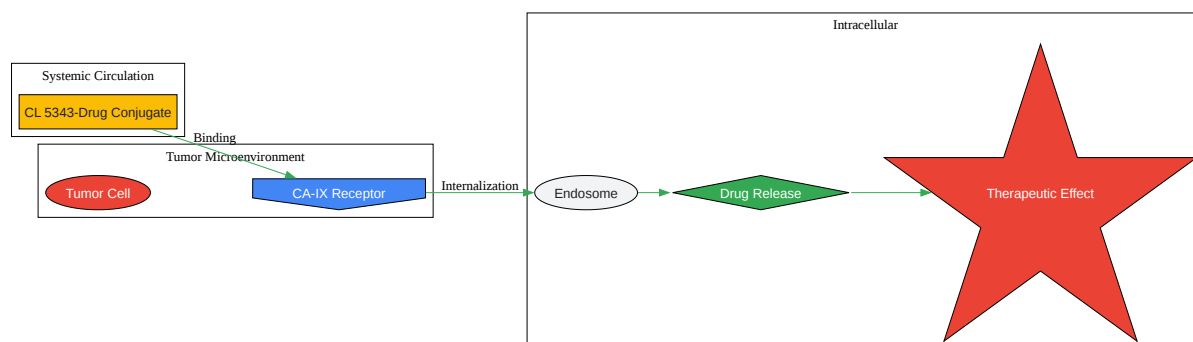 Intracellular
Systemic Circulation
CL 5343-Drug Conjugate
Binding
Tumor Microenvironment
Tumor Cell
CA-IX Receptor
Internalization
Endosome
Drug Release
Therapeutic Effect